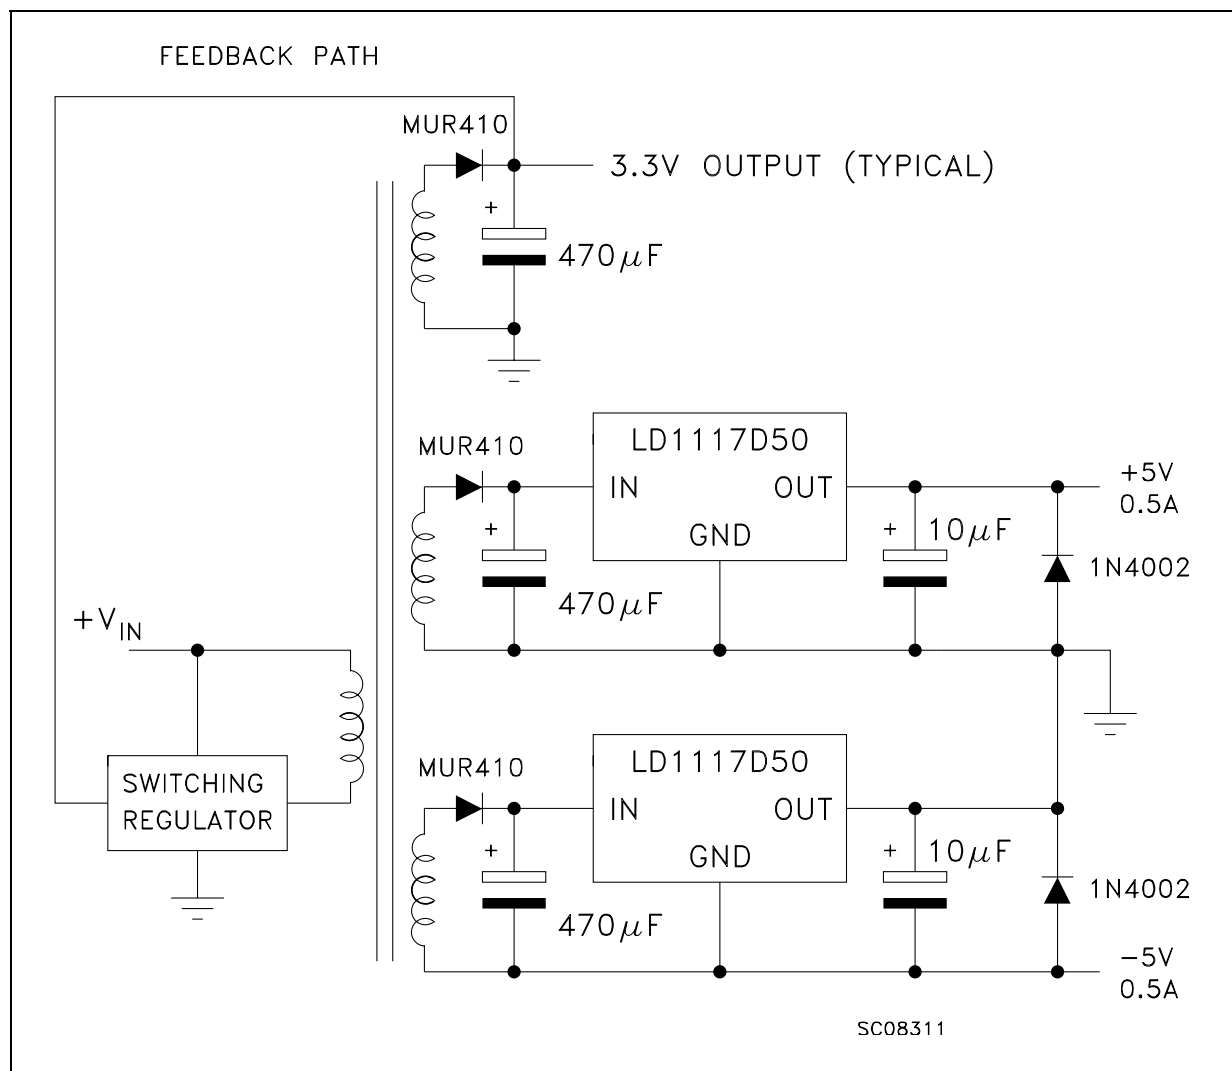 FEEDBACK PATH
MUR410
3.3V OUTPUT (TYPICAL)
+
470μF
MUR410
LD1117D50
IN
OUT
GND
+
470μF
+
10μF
+5V
0.5A
1N4002
+VIN
SWITCHING
REGULATOR
MUR410
LD1117D50
IN
OUT
GND
+
470μF
+
10μF
1N4002
-5V
0.5A
SC08311